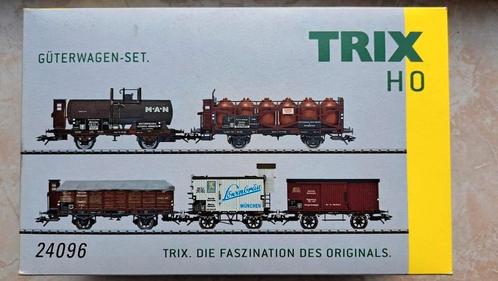 GÜTERWAGEN-SET.
TRIX
H0
M·A·N
Löwenbräu
MÜNCHEN
24096
TRIX. DIE FASZINATION DES ORIGINALS.